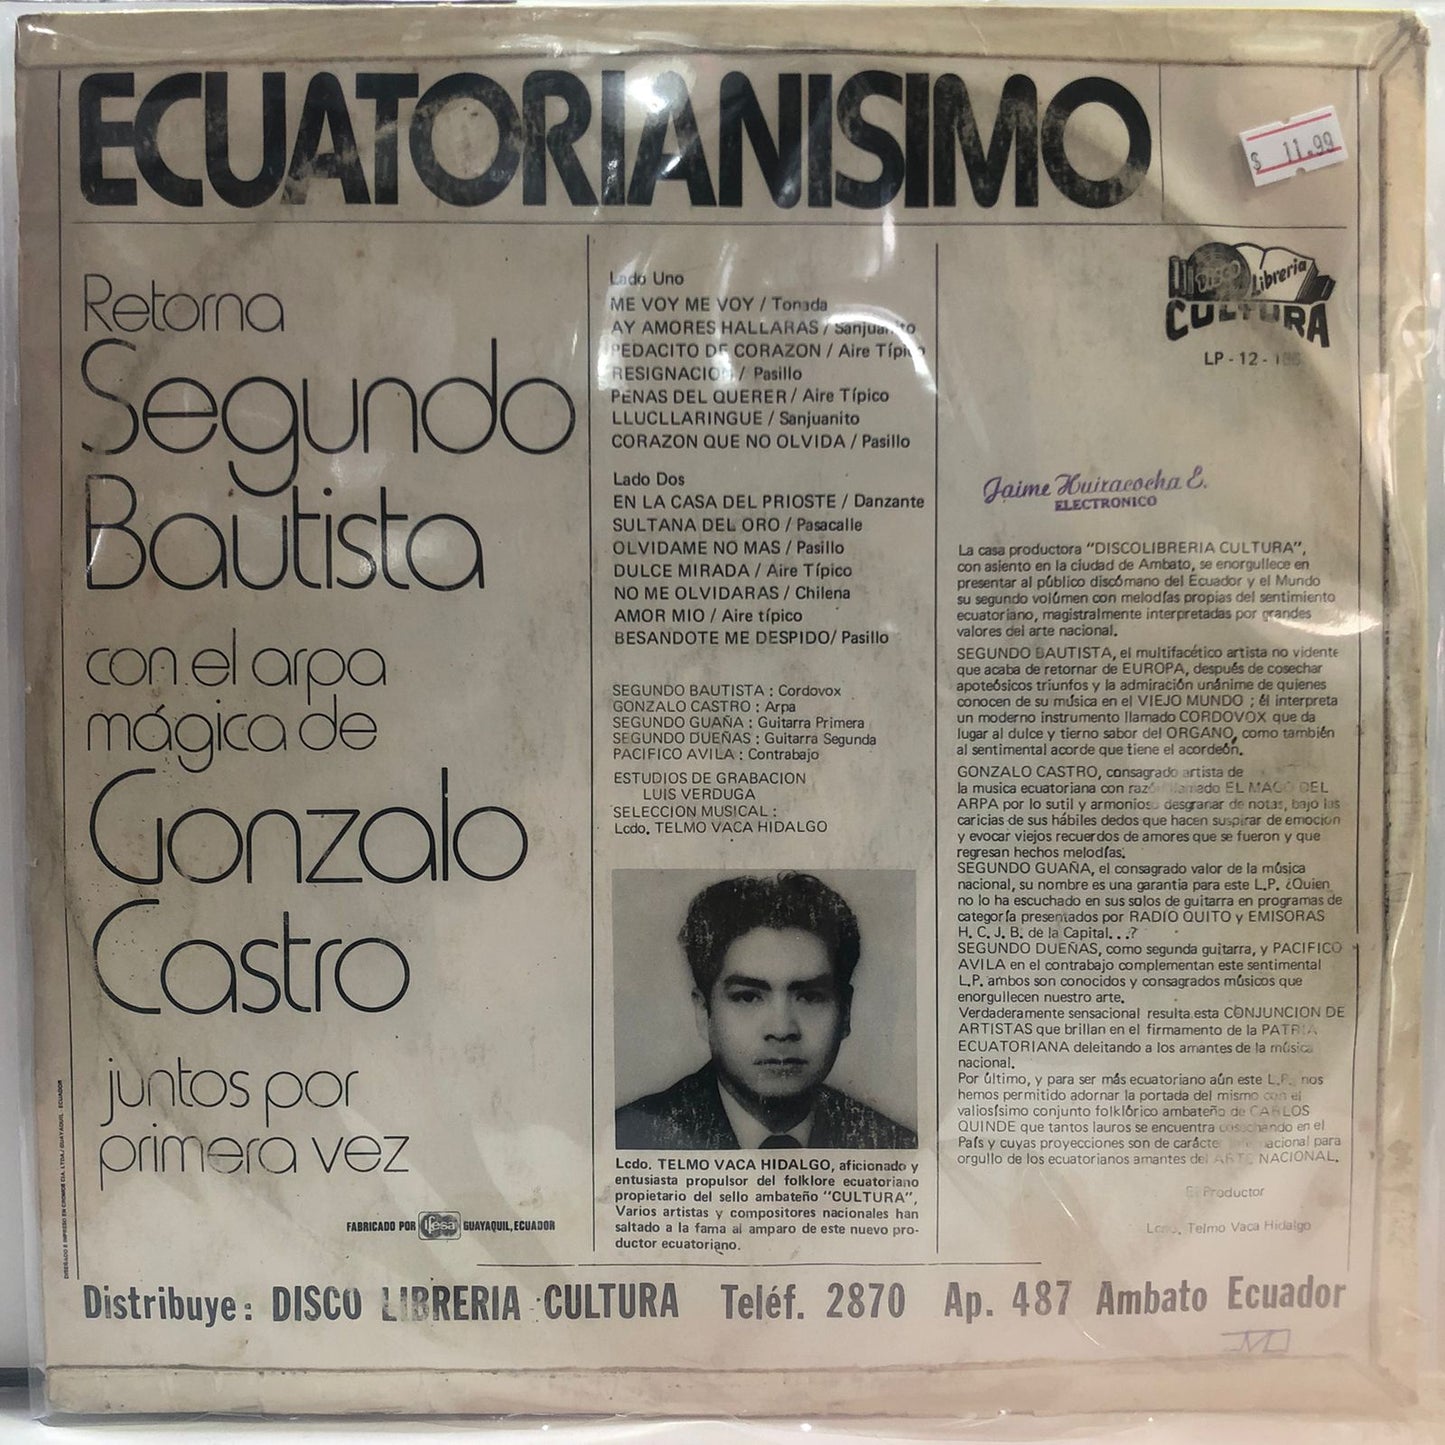 ECUATORIANISIMO
$ 11.99
Retorna
Segundo
Bautista
con el arpa
mágica de
Gonzalo
Castro
juntos por
primera vez
FABRICADO POR ifesa GUAYAQUIL, ECUADOR
DISEÑADO E IMPRESO EN CROMOS CIA. LTDA./ GUAYAQUIL - ECUADOR
Lado Uno
ME VOY ME VOY / Tonada
AY AMORES HALLARAS / Sanjuanito
PEDACITO DE CORAZON / Aire Típico
RESIGNACION / Pasillo
PENAS DEL QUERER / Aire Típico
LLUCLLARINGUE / Sanjuanito
CORAZON QUE NO OLVIDA / Pasillo
Lado Dos
EN LA CASA DEL PRIOSTE / Danzante
SULTANA DEL ORO / Pasacalle
OLVIDAME NO MAS / Pasillo
DULCE MIRADA / Aire Típico
NO ME OLVIDARAS / Chilena
AMOR MIO / Aire típico
BESANDOTE ME DESPIDO/ Pasillo
SEGUNDO BAUTISTA : Cordovox
GONZALO CASTRO : Arpa
SEGUNDO GUAÑA : Guitarra Primera
SEGUNDO DUEÑAS : Guitarra Segunda
PACIFICO AVILA : Contrabajo
ESTUDIOS DE GRABACION
LUIS VERDUGA
SELECCION MUSICAL :
Lcdo. TELMO VACA HIDALGO
Lcdo. TELMO VACA HIDALGO, aficionado y
entusiasta propulsor del folklore ecuatoriano
propietario del sello ambateño "CULTURA",
Varios artistas y compositores nacionales han
saltado a la fama al amparo de este nuevo pro-
ductor ecuatoriano.
DISCO Libreria
CULTURA
LP - 12 -
Jaime Huiracocha E.
ELECTRONICO
La casa productora "DISCOLIBRERIA CULTURA",
con asiento en la ciudad de Ambato, se enorgullece en
presentar al público discómano del Ecuador y el Mundo
su segundo volúmen con melodías propias del sentimiento
ecuatoriano, magistralmente interpretadas por grandes
valores del arte nacional.
SEGUNDO BAUTISTA, el multifacético artista no vidente
que acaba de retornar de EUROPA, después de cosechar
apoteósicos triunfos y la admiración unánime de quienes
conocen de su música en el VIEJO MUNDO ; él interpreta
un moderno instrumento llamado CORDOVOX que da
lugar al dulce y tierno sabor del ORGANO, como también
al sentimental acorde que tiene el acordeón.
GONZALO CASTRO, consagrado artista de
la musica ecuatoriana con razón llamado EL MAGO DEL
ARPA por lo sutil y armonioso desgranar de notas, bajo las
caricias de sus hábiles dedos que hacen suspirar de emoción
y evocar viejos recuerdos de amores que se fueron y que
regresan hechos melodías.
SEGUNDO GUAÑA, el consagrado valor de la música
nacional, su nombre es una garantia para este L.P. ¿Quien
no lo ha escuchado en sus solos de guitarra en programas de
categoría presentados por RADIO QUITO y EMISORAS
H. C. J. B. de la Capital. . .?
SEGUNDO DUEÑAS, como segunda guitarra, y PACIFICO
AVILA en el contrabajo complementan este sentimental
L.P. ambos son conocidos y consagrados músicos que
enorgullecen nuestro arte.
Verdaderamente sensacional resulta esta CONJUNCION DE
ARTISTAS que brillan en el firmamento de la PATRIA
ECUATORIANA deleitando a los amantes de la música
nacional.
Por último, y para ser más ecuatoriano aún este L.P. nos
hemos permitido adornar la portada del mismo con el
valiosísimo conjunto folklórico ambateño de CARLOS
QUINDE que tantos lauros se encuentra cosechando en el
País y cuyas proyecciones son de carácter para
orgullo de los ecuatorianos amantes del ARTE NACIONAL.
El Productor
Lcdo. Telmo Vaca Hidalgo
Distribuye: DISCO LIBRERIA CULTURA Teléf. 2870 Ap. 487 Ambato Ecuador